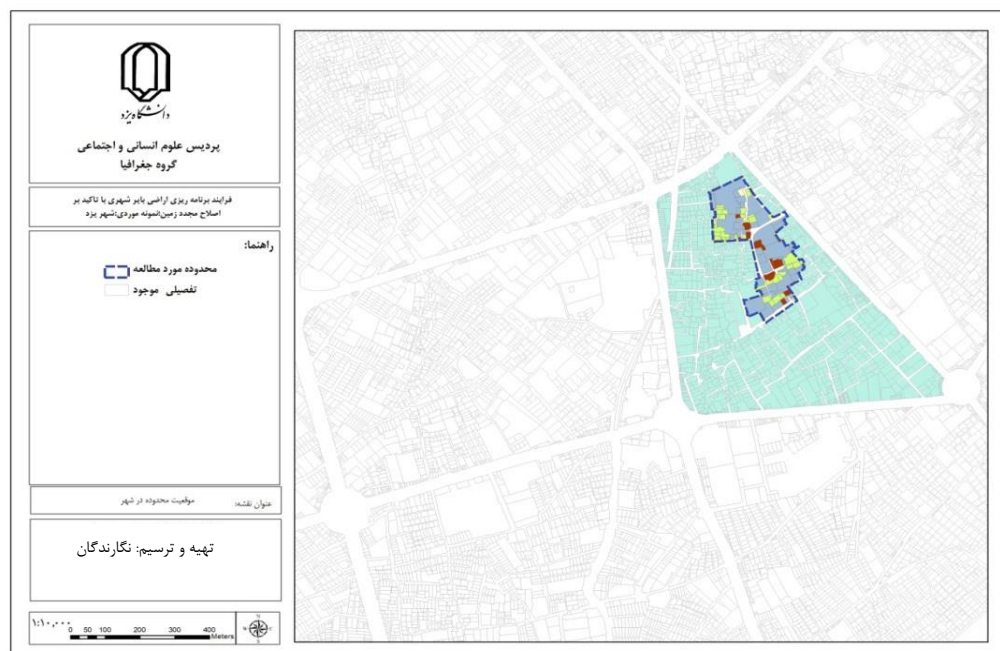 دانشگاه یزد
پردیس علوم انسانی و اجتماعی
گروه جغرافیا
فرایند برنامه ریزی اراضی بایر شهری با تاکید بر
اصلاح مجدد زمین؛نمونه موردی:شهر یزد
راهنما:
محدوده مورد مطالعه
تفصیلی موجود
عنوان نقشه: موقعیت محدوده در شهر
تهیه و ترسیم: نگارندگان
۱:۱۰,۰۰۰
0 50 100 200 300 400
Meters